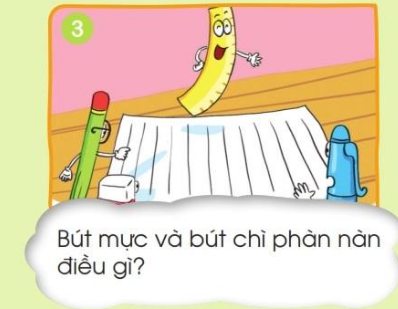 3
Bút mực và bút chì phàn nàn
điều gì?